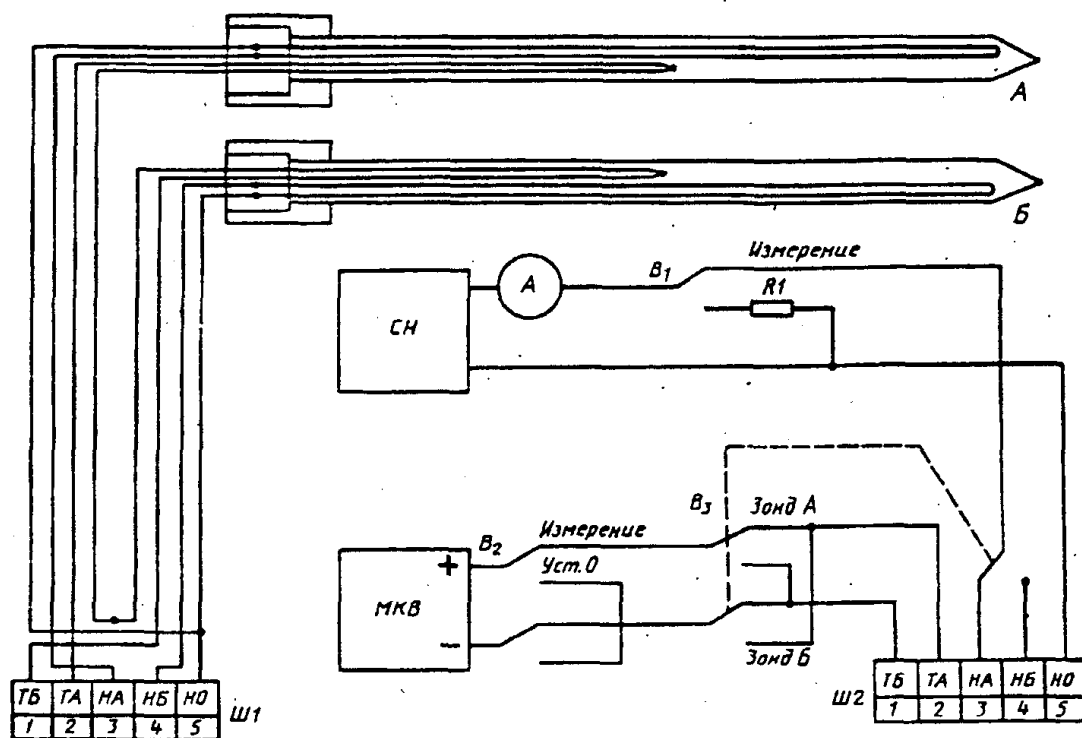 А
Б
Измерение
В1
А
R1
СН
В3
Зонд А
Измерение
В2
+
Уст.0
МКВ
−
Зонд Б
ТБ ТА НА НБ НО
1 2 3 4 5
Ш1
ТБ ТА НА НБ НО
1 2 3 4 5
Ш2